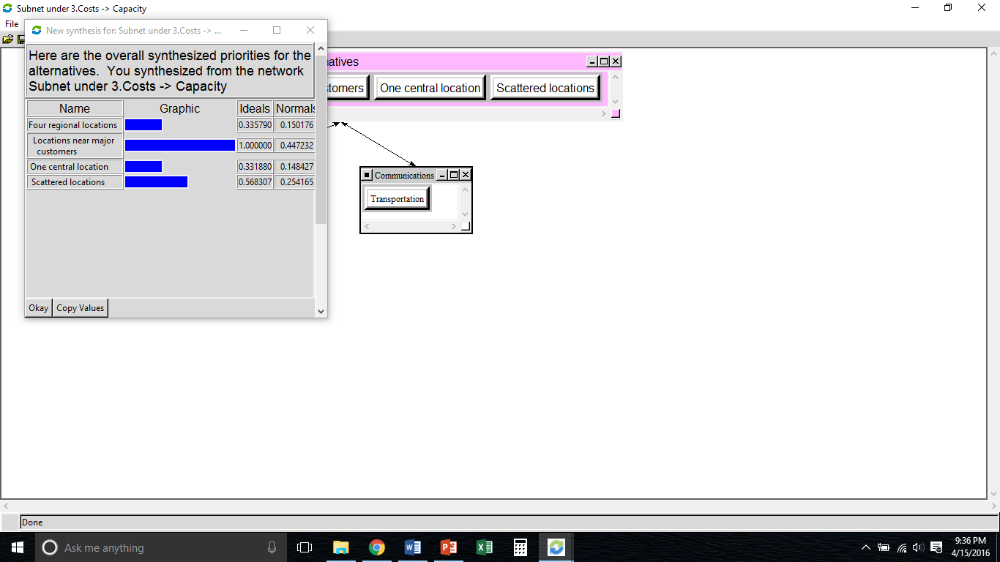 Subnet under 3.Costs -> Capacity
File
New synthesis for: Subnet under 3.Costs -> ...
Here are the overall synthesized priorities for the
alternatives.  You synthesized from the network
Subnet under 3.Costs -> Capacity
Name Graphic Ideals Normals
Four regional locations 0.335790 0.150176
Locations near major
customers 1.000000 0.447232
One central location 0.331880 0.148427
Scattered locations 0.568307 0.254165
Okay Copy Values
natives
stomers One central location Scattered locations
Communications
Transportation
Done
Ask me anything
9:36 PM
4/15/2016